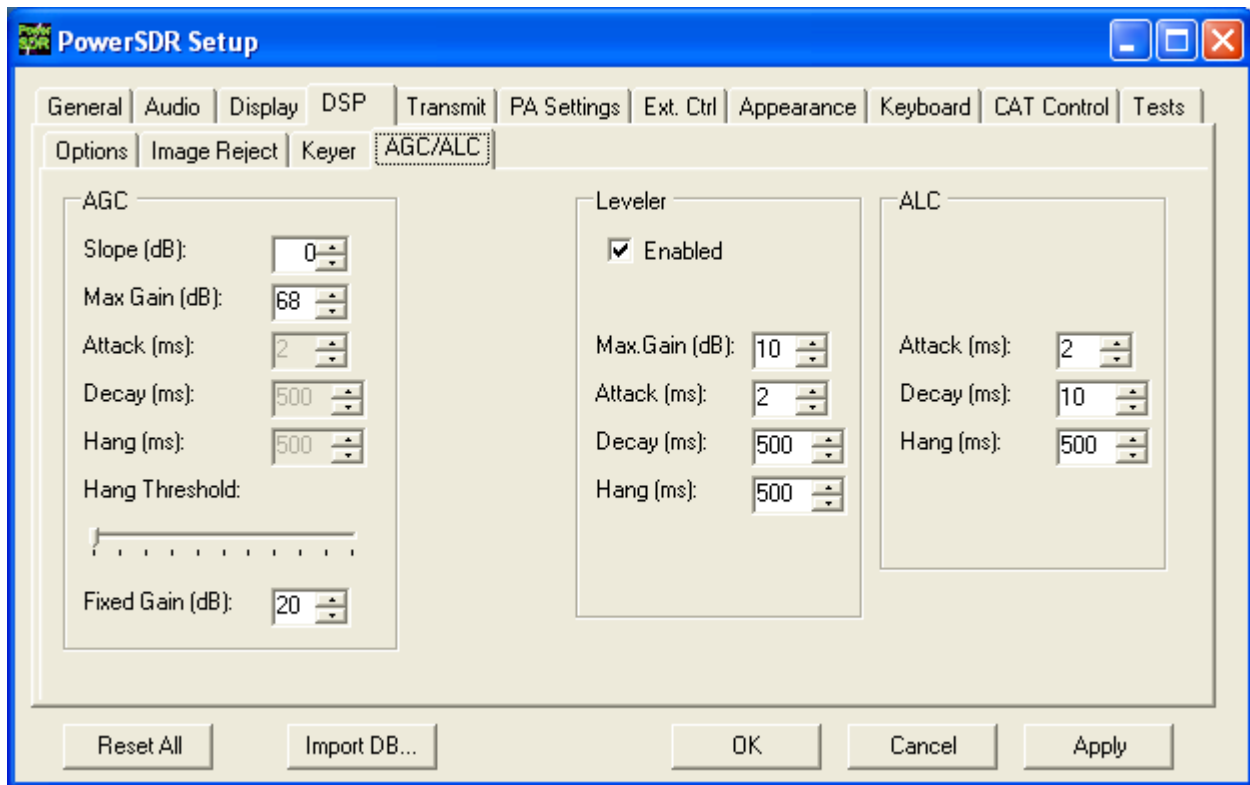 Power SDR PowerSDR Setup
General Audio Display DSP Transmit PA Settings Ext. Ctrl Appearance Keyboard CAT Control Tests
Options Image Reject Keyer AGC/ALC
AGC
Slope (dB): 0
Max Gain (dB): 68
Attack (ms): 2
Decay (ms): 500
Hang (ms): 500
Hang Threshold:
Fixed Gain (dB): 20
Leveler
Enabled
Max.Gain (dB): 10
Attack (ms): 2
Decay (ms): 500
Hang (ms): 500
ALC
Attack (ms): 2
Decay (ms): 10
Hang (ms): 500
Reset All Import DB... OK Cancel Apply